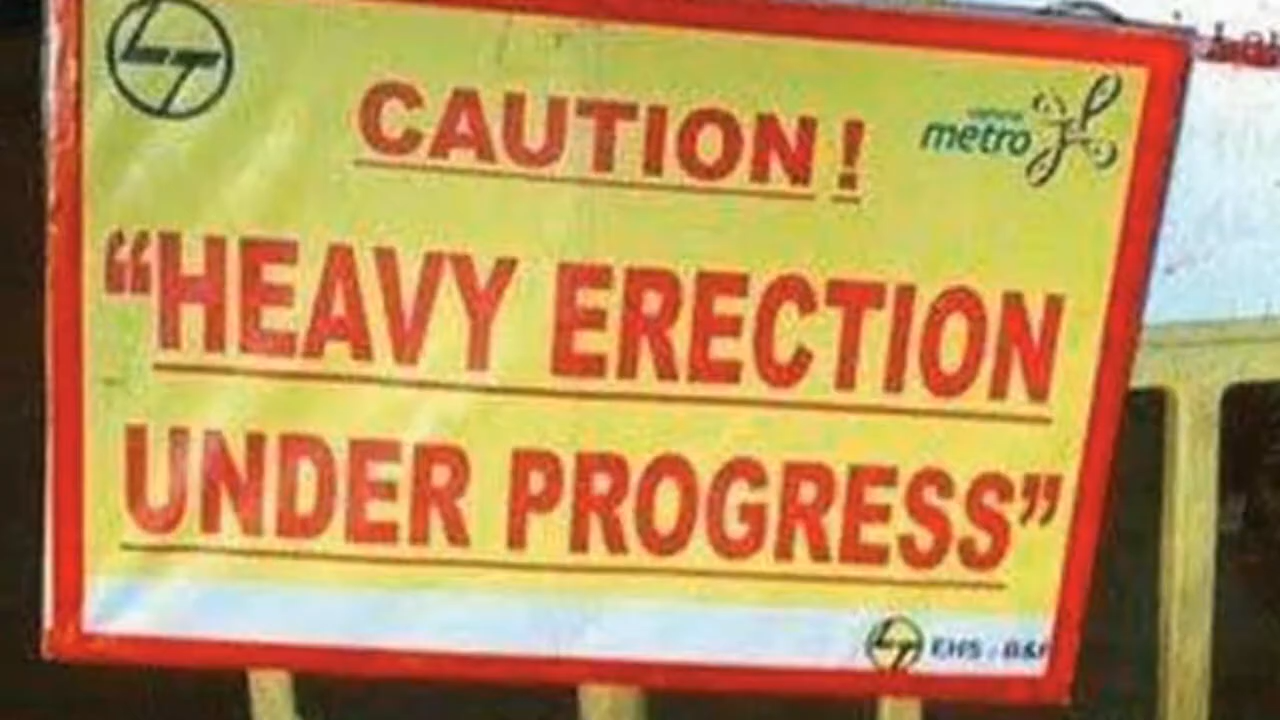 CAUTION !
metro
“HEAVY ERECTION
UNDER PROGRESS”
EHS : B&F